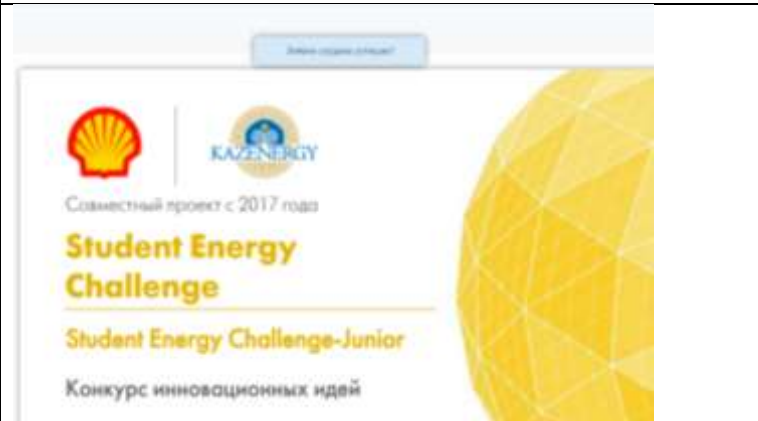 KAZENERGY
Совместный проект с 2017 года
Student Energy
Challenge
Student Energy Challenge-Junior
Конкурс инновационных идей